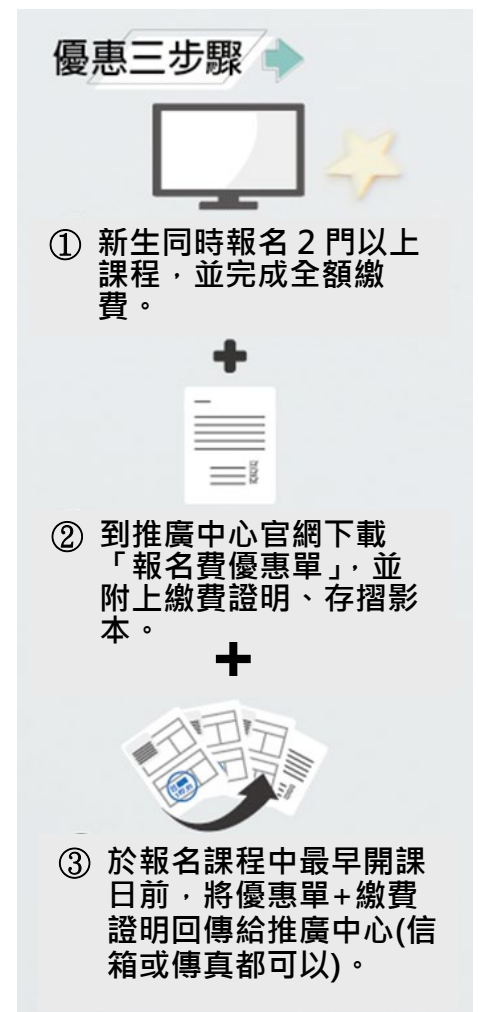 優惠三步驟
① 新生同時報名2門以上
課程，並完成全額繳
費。
② 到推廣中心官網下載
「報名費優惠單」，並
附上繳費證明、存摺影
本。
③ 於報名課程中最早開課
日前，將優惠單+繳費
證明回傳給推廣中心(信
箱或傳真都可以)。